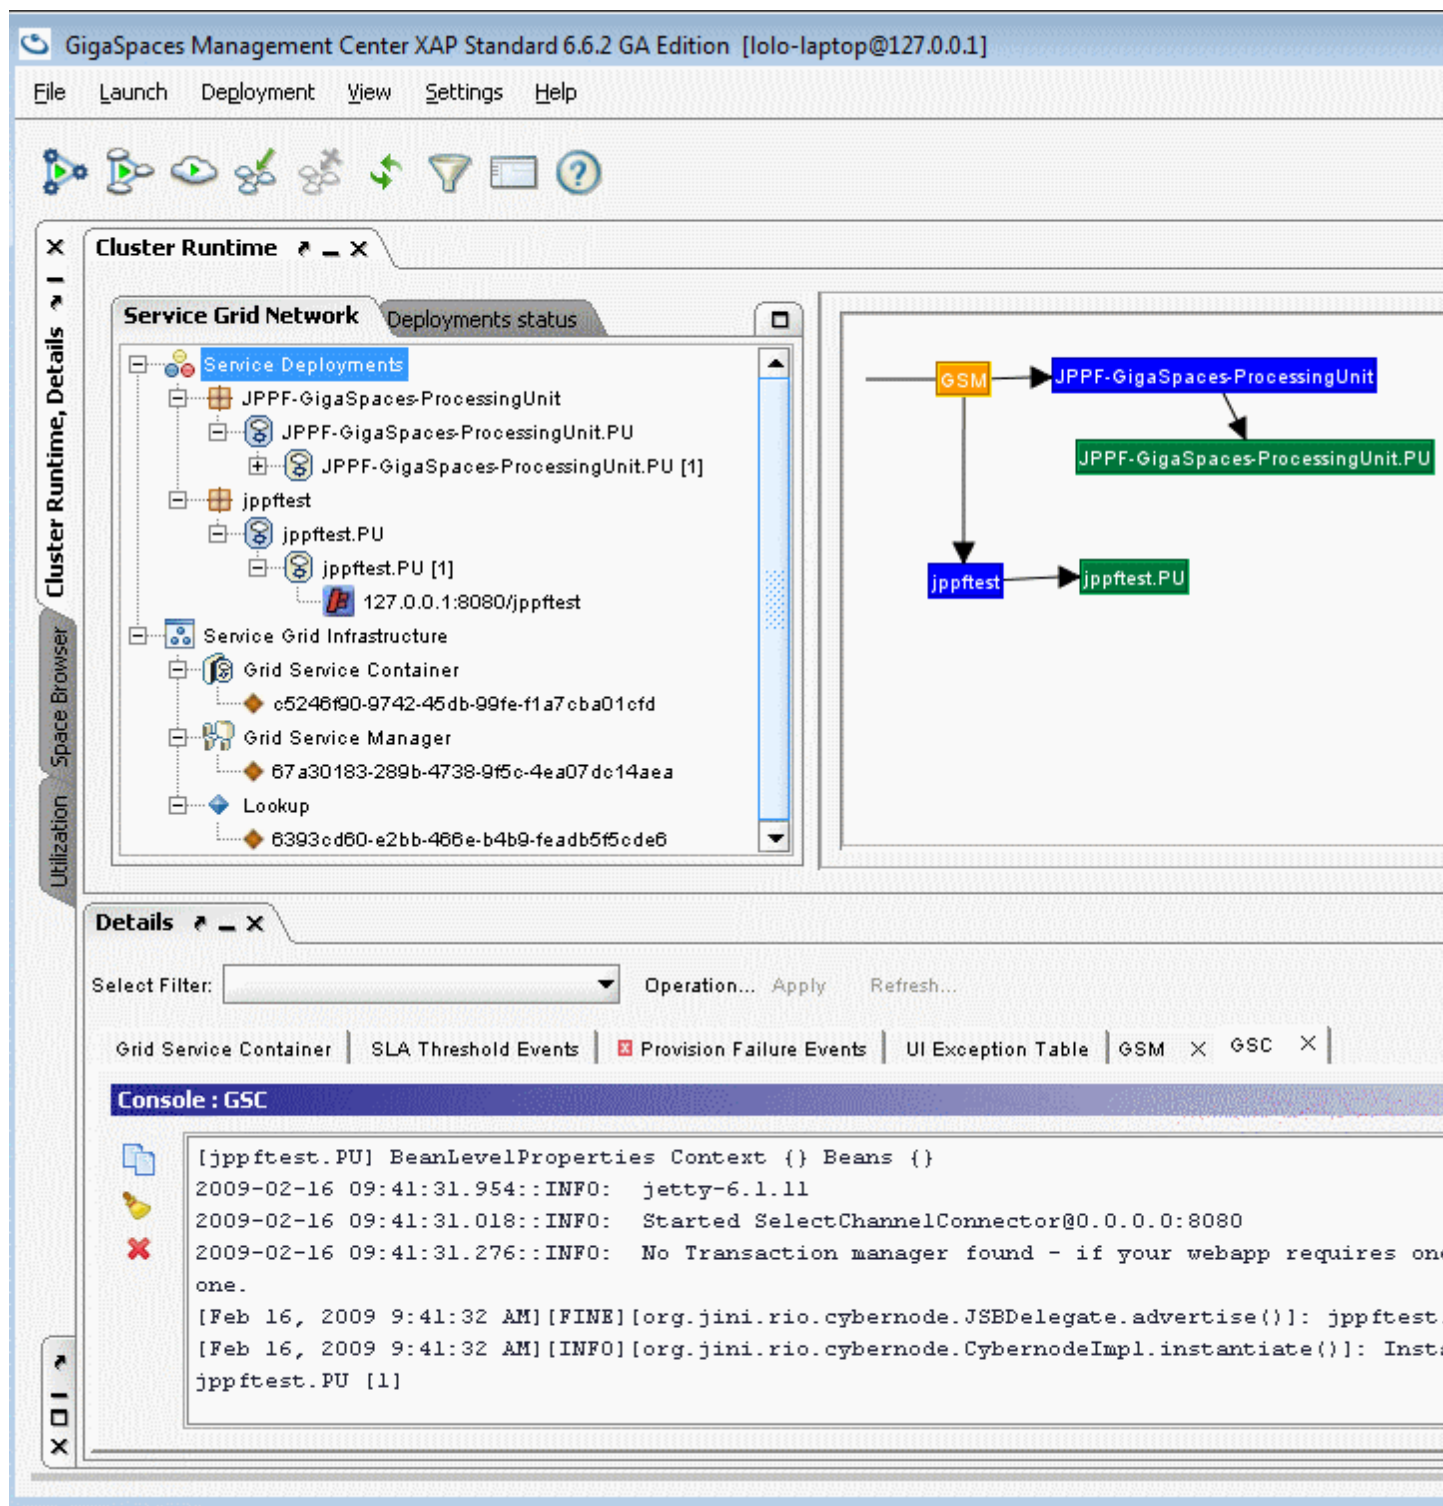 GigaSpaces Management Center XAP Standard 6.6.2 GA Edition [lolo-laptop@127.0.0.1]
File Launch Deployment View Settings Help
Cluster Runtime, Details
Space Browser
Utilization
Cluster Runtime
Service Grid Network Deployments status
Service Deployments
JPPF-GigaSpaces-ProcessingUnit
JPPF-GigaSpaces-ProcessingUnit.PU
JPPF-GigaSpaces-ProcessingUnit.PU [1]
jppftest
jppftest.PU
jppftest.PU [1]
127.0.0.1:8080/jppftest
Service Grid Infrastructure
Grid Service Container
c5246f90-9742-45db-99fe-f1a7cba01cfd
Grid Service Manager
67a30183-289b-4738-9f5c-4ea07dc14aea
Lookup
6393cd60-e2bb-466e-b4b9-feadb5f5cde6
GSM JPPF-GigaSpaces-ProcessingUnit
JPPF-GigaSpaces-ProcessingUnit.PU
jppftest jppftest.PU
Details
Select Filter: Operation... Apply Refresh...
Grid Service Container SLA Threshold Events Provision Failure Events UI Exception Table GSM GSC
Console : GSC
[jppftest.PU] BeanLevelProperties Context {} Beans {}
2009-02-16 09:41:31.954::INFO: jetty-6.1.11
2009-02-16 09:41:31.018::INFO: Started SelectChannelConnector@0.0.0.0:8080
2009-02-16 09:41:31.276::INFO: No Transaction manager found - if your webapp requires one
one.
[Feb 16, 2009 9:41:32 AM][FINE][org.jini.rio.cybernode.JSBDelegate.advertise()]: jppftest.
[Feb 16, 2009 9:41:32 AM][INFO][org.jini.rio.cybernode.CybernodeImpl.instantiate()]: Insta
jppftest.PU [1]